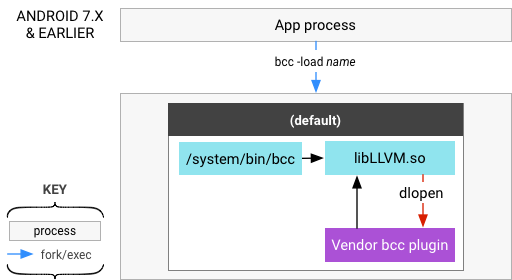 ANDROID 7.X
& EARLIER
App process
bcc -load name
(default)
/system/bin/bcc
libLLVM.so
dlopen
Vendor bcc plugin
KEY
process
fork/exec